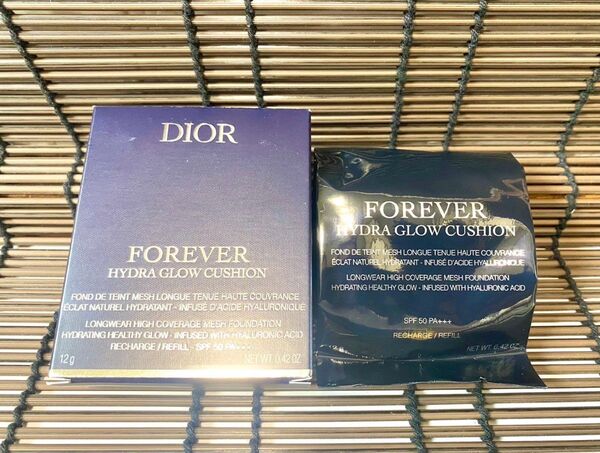 DIOR
FOREVER
HYDRA GLOW CUSHION
FOND DE TEINT MESH LONGUE TENUE HAUTE COUVRANCE
ÉCLAT NATUREL HYDRATANT - INFUSÉ D'ACIDE HYALURONIQUE
LONGWEAR HIGH COVERAGE MESH FOUNDATION
HYDRATING HEALTHY GLOW - INFUSED WITH HYALURONIC ACID
RECHARGE / REFILL - SPF 50 PA+++
12 g NET WT. 0.42 OZ
FOREVER
HYDRA GLOW CUSHION
FOND DE TEINT MESH LONGUE TENUE HAUTE COUVRANCE
ÉCLAT NATUREL HYDRATANT - INFUSÉ D'ACIDE HYALURONIQUE
LONGWEAR HIGH COVERAGE MESH FOUNDATION
HYDRATING HEALTHY GLOW - INFUSED WITH HYALURONIC ACID
SPF 50 PA+++
RECHARGE / REFILL
NET WT. 0.42 OZ